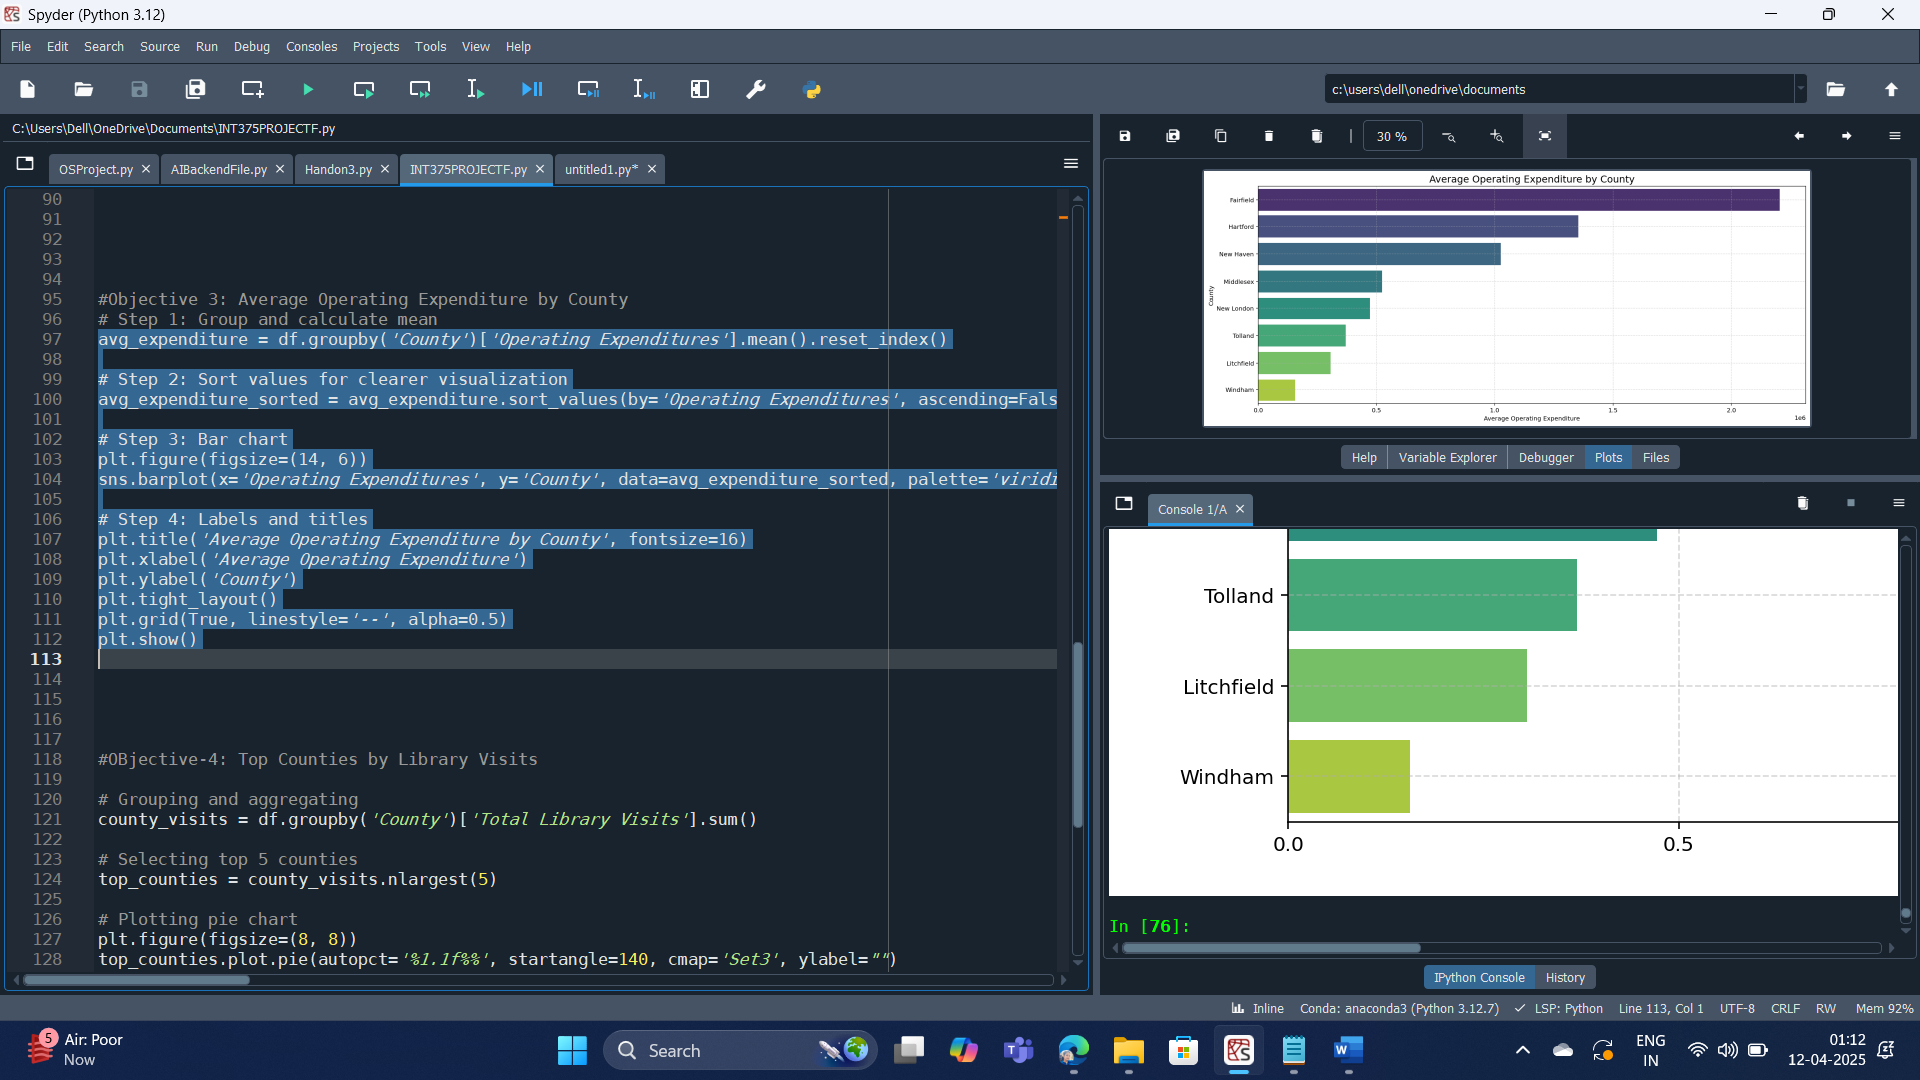 Spyder (Python 3.12)
File Edit Search Source Run Debug Consoles Projects Tools View Help
c:\users\dell\onedrive\documents
C:\Users\Dell\OneDrive\Documents\INT375PROJECTF.py
OSProject.py AIBackendFile.py Handon3.py INT375PROJECTF.py untitled1.py*
90
91
92
93
94
95 #Objective 3: Average Operating Expenditure by County
96 # Step 1: Group and calculate mean
97 avg_expenditure = df.groupby('County')['Operating Expenditures'].mean().reset_index()
98
99 # Step 2: Sort values for clearer visualization
100 avg_expenditure_sorted = avg_expenditure.sort_values(by='Operating Expenditures', ascending=Fals
101
102 # Step 3: Bar chart
103 plt.figure(figsize=(14, 6))
104 sns.barplot(x='Operating Expenditures', y='County', data=avg_expenditure_sorted, palette='viridi
105
106 # Step 4: Labels and titles
107 plt.title('Average Operating Expenditure by County', fontsize=16)
108 plt.xlabel('Average Operating Expenditure')
109 plt.ylabel('County')
110 plt.tight_layout()
111 plt.grid(True, linestyle='--', alpha=0.5)
112 plt.show()
113
114
115
116
117
118 #OBjective-4: Top Counties by Library Visits
119
120 # Grouping and aggregating
121 county_visits = df.groupby('County')['Total Library Visits'].sum()
122
123 # Selecting top 5 counties
124 top_counties = county_visits.nlargest(5)
125
126 # Plotting pie chart
127 plt.figure(figsize=(8, 8))
128 top_counties.plot.pie(autopct='%1.1f%%', startangle=140, cmap='Set3', ylabel="")
30 %
Average Operating Expenditure by County
Fairfield
Hartford
New Haven
Middlesex
County
New London
Tolland
Litchfield
Windham
0.0 0.5 1.0 1.5 2.0
Average Operating Expenditure
1e6
Help Variable Explorer Debugger Plots Files
Console 1/A
Tolland
Litchfield
Windham
0.0 0.5
In [76]:
IPython Console History
Inline Conda: anaconda3 (Python 3.12.7) LSP: Python Line 113, Col 1 UTF-8 CRLF RW Mem 92%
5
Air: Poor
Now
Search
ENG
IN
01:12
12-04-2025